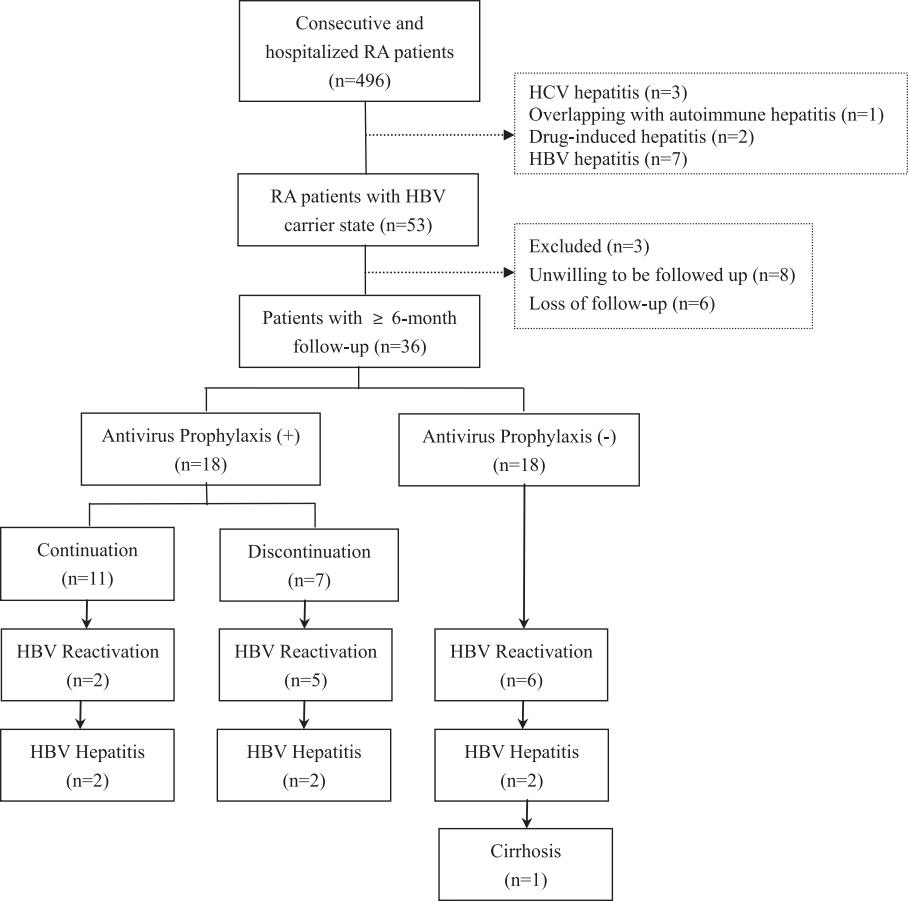 Consecutive and
hospitalized RA patients
(n=496)
HCV hepatitis (n=3)
Overlapping with autoimmune hepatitis (n=1)
Drug-induced hepatitis (n=2)
HBV hepatitis (n=7)
RA patients with HBV
carrier state (n=53)
Excluded (n=3)
Unwilling to be followed up (n=8)
Loss of follow-up (n=6)
Patients with ≥ 6-month
follow-up (n=36)
Antivirus Prophylaxis (+)
(n=18)
Antivirus Prophylaxis (-)
(n=18)
Continuation
(n=11)
Discontinuation
(n=7)
HBV Reactivation
(n=2)
HBV Reactivation
(n=5)
HBV Reactivation
(n=6)
HBV Hepatitis
(n=2)
HBV Hepatitis
(n=2)
HBV Hepatitis
(n=2)
Cirrhosis
(n=1)